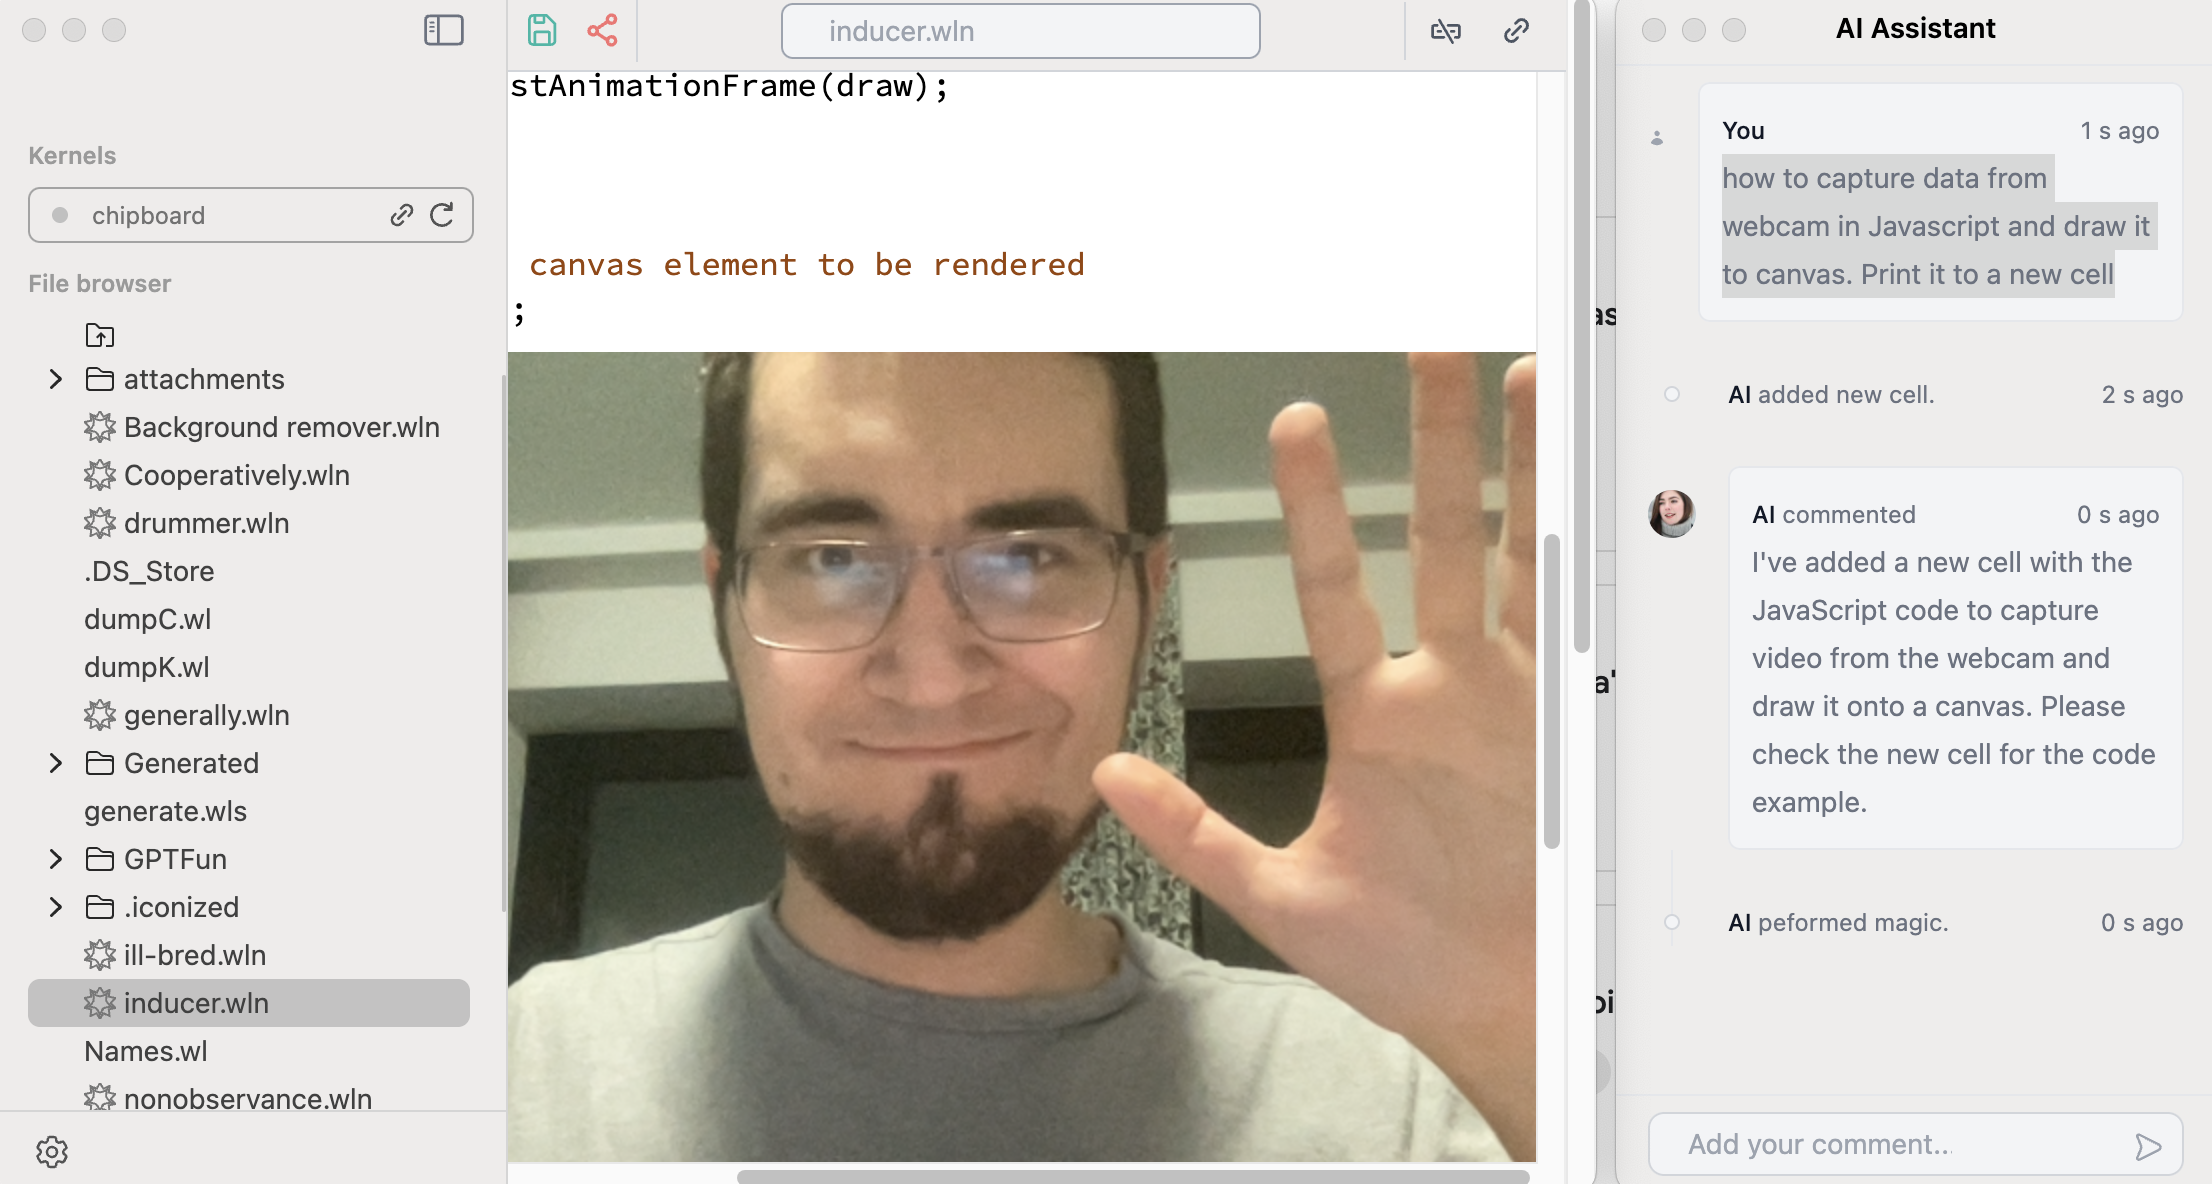 Kernels
chipboard
File browser
attachments
Background remover.wln
Cooperatively.wln
drummer.wln
.DS_Store
dumpC.wl
dumpK.wl
generally.wln
Generated
generate.wls
GPTFun
.iconized
ill-bred.wln
inducer.wln
Names.wl
nonobservance.wln
inducer.wln
stAnimationFrame(draw);
canvas element to be rendered
;
as
a'
oi
AI Assistant
You 1 s ago
how to capture data from
webcam in Javascript and draw it
to canvas. Print it to a new cell
AI added new cell. 2 s ago
AI commented 0 s ago
I've added a new cell with the
JavaScript code to capture
video from the webcam and
draw it onto a canvas. Please
check the new cell for the code
example.
AI peformed magic. 0 s ago
Add your comment...